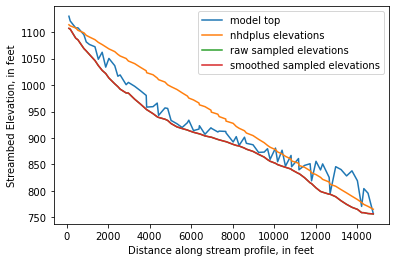 model top
nhdplus elevations
raw sampled elevations
smoothed sampled elevations
Streambed Elevation, in feet
1100
1050
1000
950
900
850
800
750
0 2000 4000 6000 8000 10000 12000 14000
Distance along stream profile, in feet